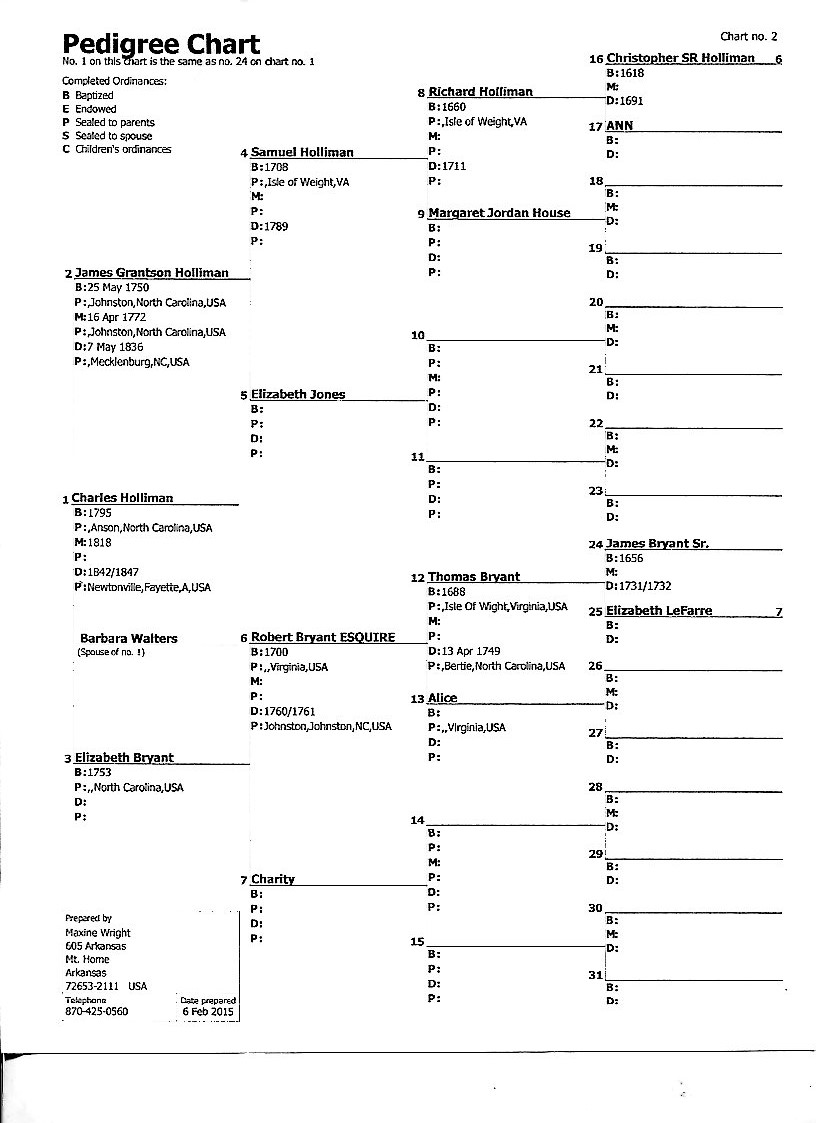 Pedigree Chart
Chart no. 2
No. 1 on this chart is the same as no. 24 on chart no. 1
Completed Ordinances:
B Baptized
E Endowed
P Sealed to parents
S Sealed to spouse
C Children's ordinances
1 Charles Holliman
B:1795
P:,Anson,North Carolina,USA
M:1818
P:
D:1842/1847
P:Newtonville,Fayette,A,USA
Barbara Walters
(Spouse of no. 1)
2 James Grantson Holliman
B:25 May 1750
P:,Johnston,North Carolina,USA
M:16 Apr 1772
P:,Johnston,North Carolina,USA
D:7 May 1836
P:,Mecklenburg,NC,USA
3 Elizabeth Bryant
B:1753
P:,,North Carolina,USA
D:
P:
4 Samuel Holliman
B:1708
P:,Isle of Weight,VA
M:
P:
D:1789
P:
5 Elizabeth Jones
B:
P:
D:
P:
6 Robert Bryant ESQUIRE
B:1700
P:,,Virginia,USA
M:
P:
D:1760/1761
P:Johnston,Johnston,NC,USA
7 Charity
B:
P:
D:
P:
8 Richard Holliman
B:1660
P:,Isle of Weight,VA
M:
P:
D:1711
P:
9 Margaret Jordan House
B:
P:
D:
P:
10
B:
P:
M:
P:
D:
P:
11
B:
P:
D:
P:
12 Thomas Bryant
B:1688
P:,Isle Of Wight,Virginia,USA
M:
P:
D:13 Apr 1749
P:,Bertie,North Carolina,USA
13 Alice
B:
P:,,Virginia,USA
D:
P:
14
B:
P:
M:
P:
D:
P:
15
B:
P:
D:
P:
16 Christopher SR Holliman 6
B:1618
M:
D:1691
17 ANN
B:
D:
18
B:
M:
D:
19
B:
D:
20
B:
M:
D:
21
B:
D:
22
B:
M:
D:
23
B:
D:
24 James Bryant Sr.
B:1656
M:
D:1731/1732
25 Elizabeth LeFarre 7
B:
D:
26
B:
M:
D:
27
B:
D:
28
B:
M:
D:
29
B:
D:
30
B:
M:
D:
31
B:
D:
Prepared by
Maxine Wright
605 Arkansas
Mt. Home
Arkansas
72653-2111 USA
Telephone
870-425-0560
Date prepared
6 Feb 2015